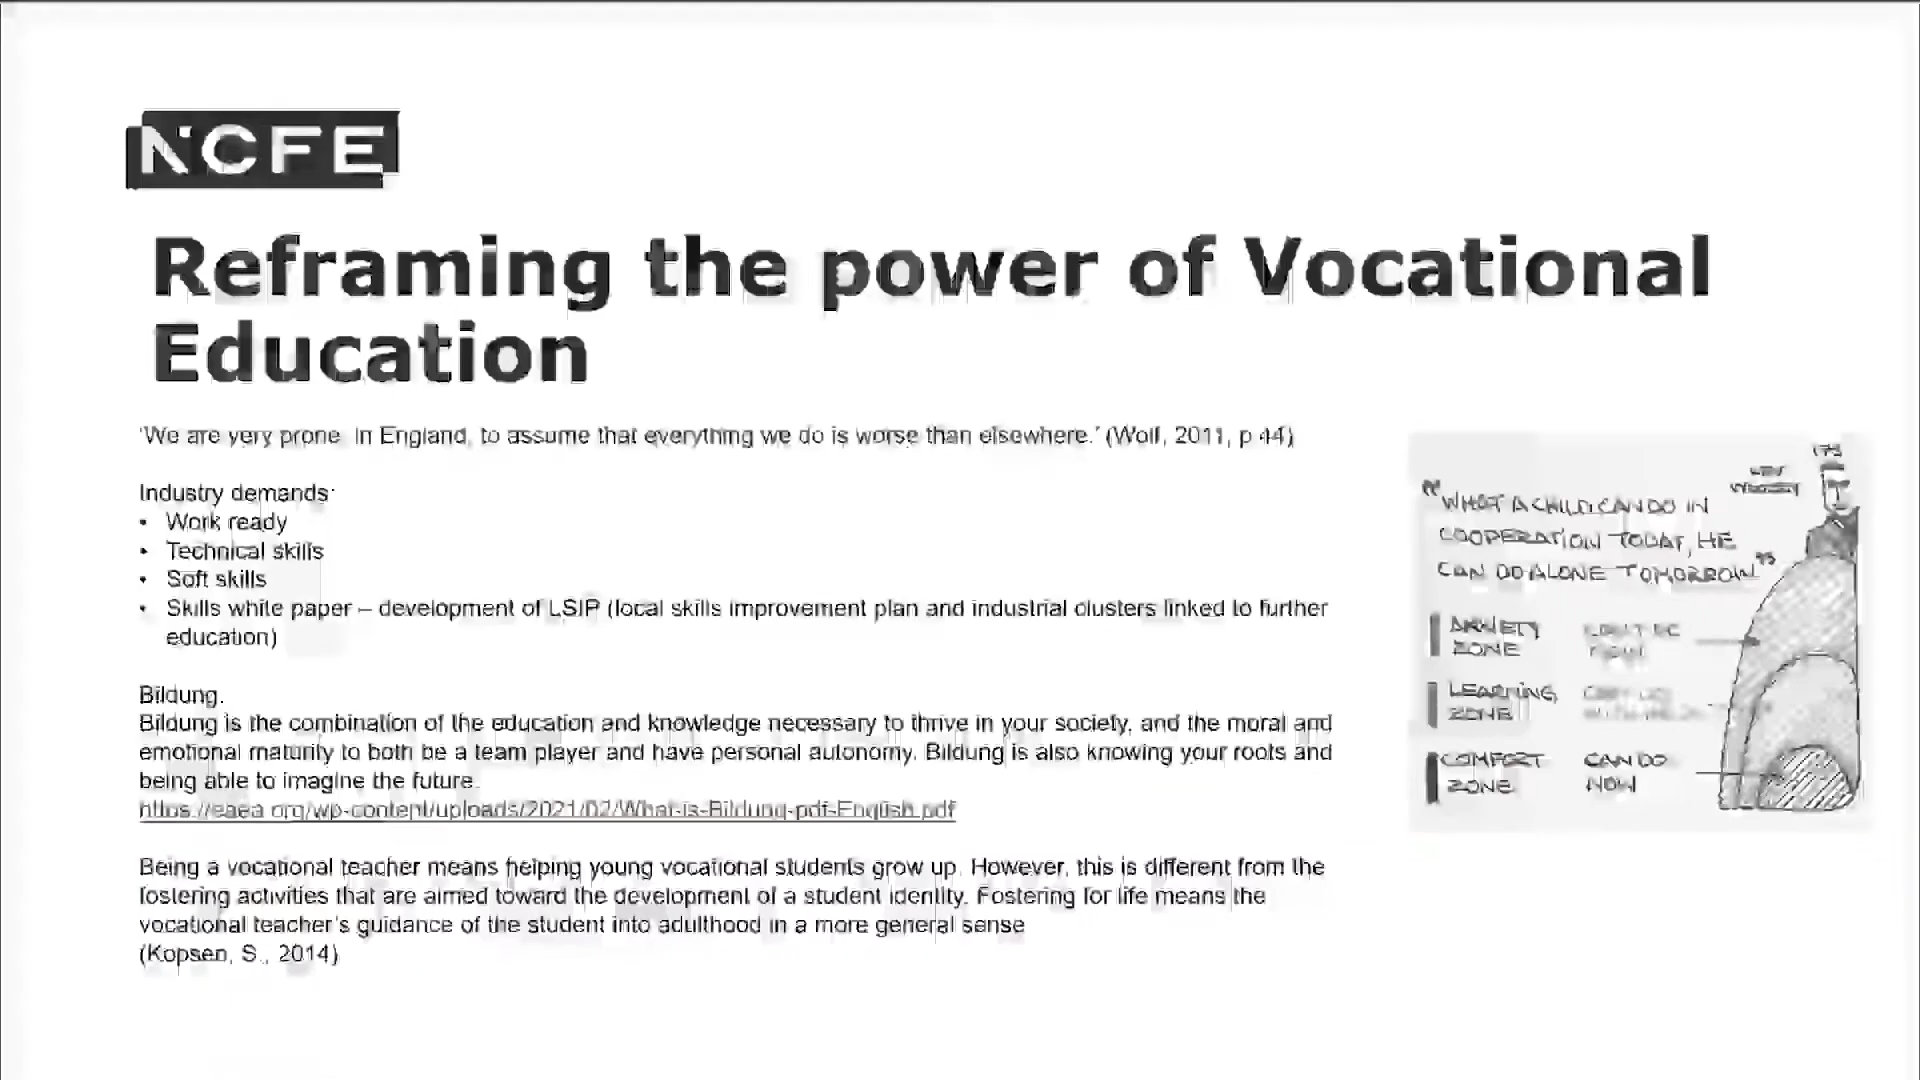 NCFE
Reframing the power of Vocational
Education
'We are very prone, in England, to assume that everything we do is worse than elsewhere.' (Wolf, 2011, p 44)
Industry demands:
• Work ready
• Technical skills
• Soft skills
• Skills white paper – development of LSIP (local skills improvement plan and industrial clusters linked to further
education)
Bildung.
Bildung is the combination of the education and knowledge necessary to thrive in your society, and the moral and
emotional maturity to both be a team player and have personal autonomy. Bildung is also knowing your roots and
being able to imagine the future.
https://eaea.org/wp-content/uploads/2021/02/What-is-Bildung-pdf-English.pdf
Being a vocational teacher means helping young vocational students grow up. However, this is different from the
fostering activities that are aimed toward the development of a student identity. Fostering for life means the
vocational teacher's guidance of the student into adulthood in a more general sense
(Kopsen, S., 2014)
"WHAT A CHILD CAN DO IN
COOPERATION TODAY, HE
CAN DO ALONE TOMORROW"
ANXIETY
ZONE
LEARNING
ZONE
COMFORT CAN DO
ZONE NOW